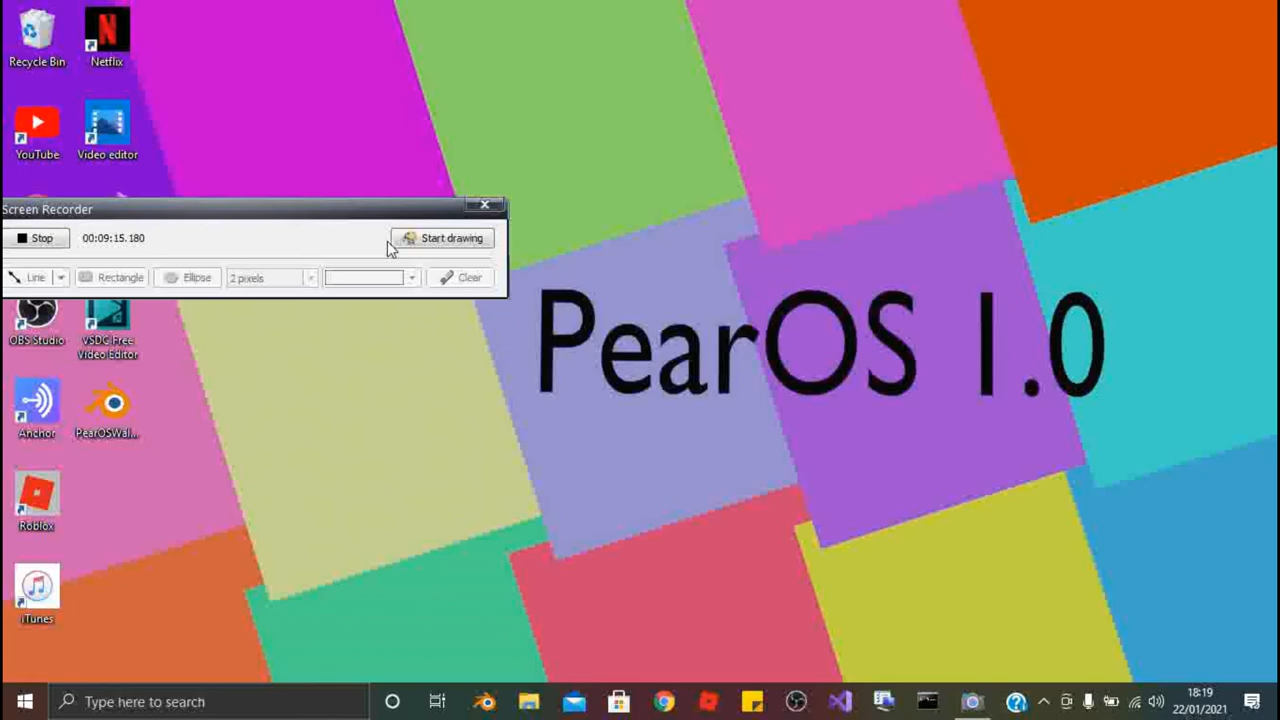 Recycle Bin
Netflix
YouTube
Video editor
Screen Recorder
Stop
00:09:15.180
Start drawing
Line
Rectangle
Ellipse
2 pixels
Clear
OBS Studio
VSDC Free
Video Editor
PearOS 1.0
Anchor
PearOSWal...
Roblox
iTunes
Type here to search
18:19
22/01/2021